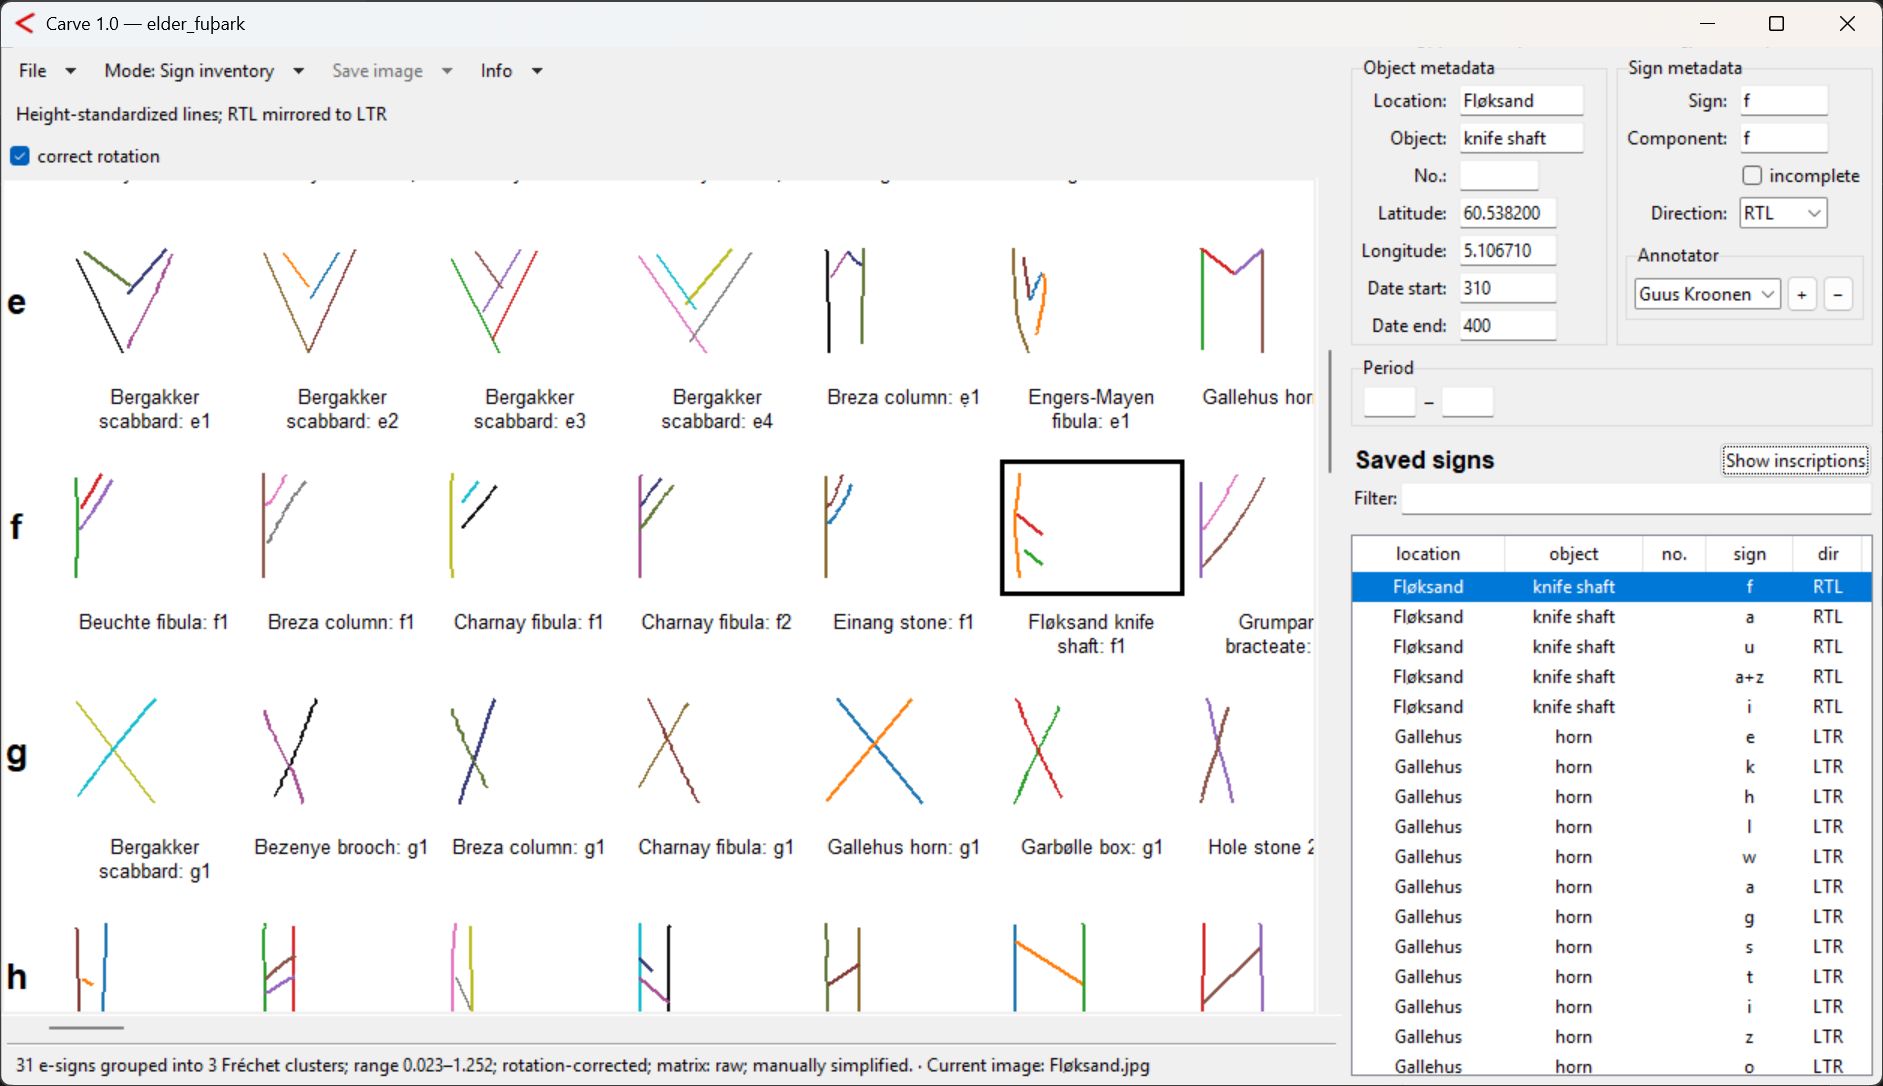 Carve 1.0 — elder_fuþark
File
Mode: Sign inventory
Save image
Info
Height-standardized lines; RTL mirrored to LTR
correct rotation
e
Bergakker scabbard: e1
Bergakker scabbard: e2
Bergakker scabbard: e3
Bergakker scabbard: e4
Breza column: ẹ1
Engers-Mayen fibula: e1
Gallehus hor
f
Beuchte fibula: f1
Breza column: f1
Charnay fibula: f1
Charnay fibula: f2
Einang stone: f1
Fløksand knife shaft: f1
Grumpar
bracteate:
g
Bergakker scabbard: g1
Bezenye brooch: g1
Breza column: g1
Charnay fibula: g1
Gallehus horn: g1
Garbølle box: g1
Hole stone 2
h
31 e-signs grouped into 3 Fréchet clusters; range 0.023–1.252; rotation-corrected; matrix: raw; manually simplified. · Current image: Fløksand.jpg
Object metadata
Location: Fløksand
Object: knife shaft
No.:
Latitude: 60.538200
Longitude: 5.106710
Date start: 310
Date end: 400
Sign metadata
Sign: f
Component: f
incomplete
Direction: RTL
Annotator
Guus Kroonen + −
Period
–
Saved signs
Show inscriptions
Filter:
location object no. sign dir
Fløksand knife shaft f RTL
Fløksand knife shaft a RTL
Fløksand knife shaft u RTL
Fløksand knife shaft a+z RTL
Fløksand knife shaft i RTL
Gallehus horn e LTR
Gallehus horn k LTR
Gallehus horn h LTR
Gallehus horn l LTR
Gallehus horn w LTR
Gallehus horn a LTR
Gallehus horn g LTR
Gallehus horn s LTR
Gallehus horn t LTR
Gallehus horn i LTR
Gallehus horn z LTR
Gallehus horn o LTR